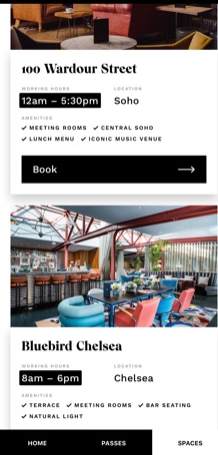 100 Wardour Street
WORKING HOURS LOCATION
12am – 5:30pm Soho
AMENITIES
MEETING ROOMS CENTRAL SOHO
LUNCH MENU ICONIC MUSIC VENUE
Book
Bluebird Chelsea
WORKING HOURS LOCATION
8am – 6pm Chelsea
AMENITIES
TERRACE MEETING ROOMS BAR SEATING
NATURAL LIGHT
HOME PASSES SPACES